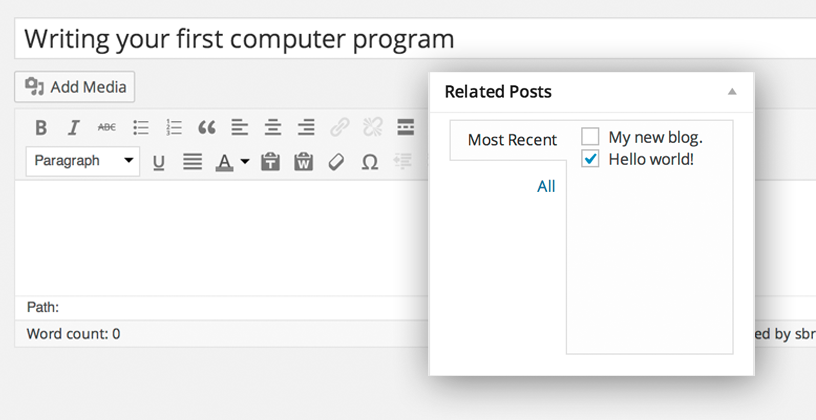 Writing your first computer program
Add Media
Related Posts
B I ABC
Most Recent
My new blog.
Hello world!
Paragraph U A T W Ω
All
Path:
Word count: 0
ed by sbr